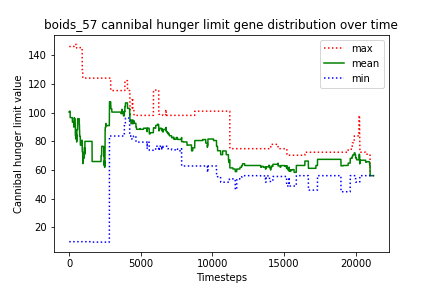 boids_57 cannibal hunger limit gene distribution over time
max
mean
min
Cannibal hunger limit value
140
120
100
80
60
40
20
0
5000
10000
15000
20000
Timesteps